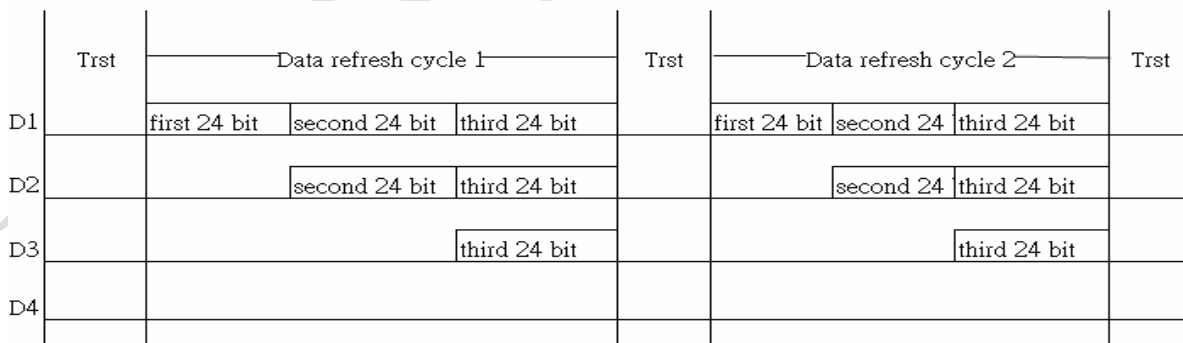 Trst Data refresh cycle 1 Trst Data refresh cycle 2 Trst
D1 first 24 bit second 24 bit third 24 bit first 24 bit second 24 third 24 bit
D2 second 24 bit third 24 bit second 24 third 24 bit
D3 third 24 bit third 24 bit
D4